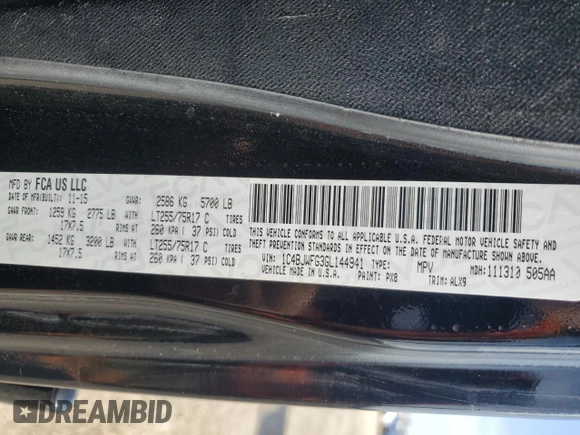 MFD BY FCA US LLC
DATE OF MFR(BUILT): 11-15 GVWR: 2586 KG 5700 LB
GAWR FRONT: 1259 KG 2775 LB LT255/75R17 C TIRES
17X7.5 RIMS AT 260 KPA ( 37 PSI) COLD
GAWR REAR: 1452 KG 3200 LB LT255/75R17 C TIRES
17X7.5 RIMS AT 260 KPA ( 37 PSI) COLD
THIS VEHICLE CONFORMS TO ALL APPLICABLE U.S.A. FEDERAL MOTOR VEHICLE SAFETY, BUMPER AND
THEFT PREVENTION STANDARDS IN EFFECT ON THE DATE OF MANUFACTURE SHOWN ABOVE.
THIS VEHICLE MANUFACTURED IN U.S.A.
VIN: 1C4BJWFG3GL144941 TYPE: MPV MDH: 111310 505AA
PAINT: PX8 TRIM: ALX9
DREAMBID